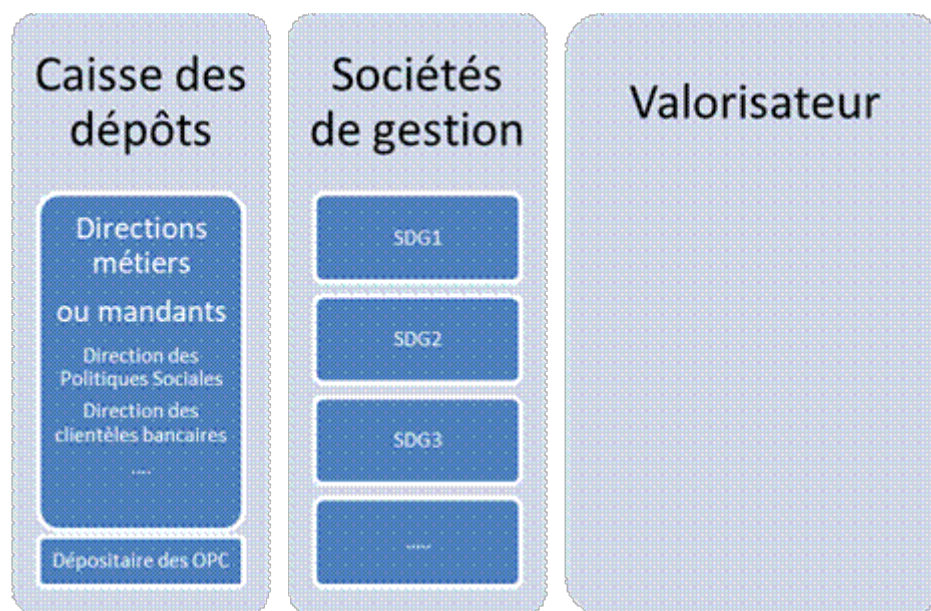 Caisse des
dépôts
Directions
métiers
ou mandants
Direction des
Politiques Sociales
Direction des
clientèles bancaires
....
Dépositaire des OPC
Sociétés
de gestion
SDG1
SDG2
SDG3
.....
Valorisateur